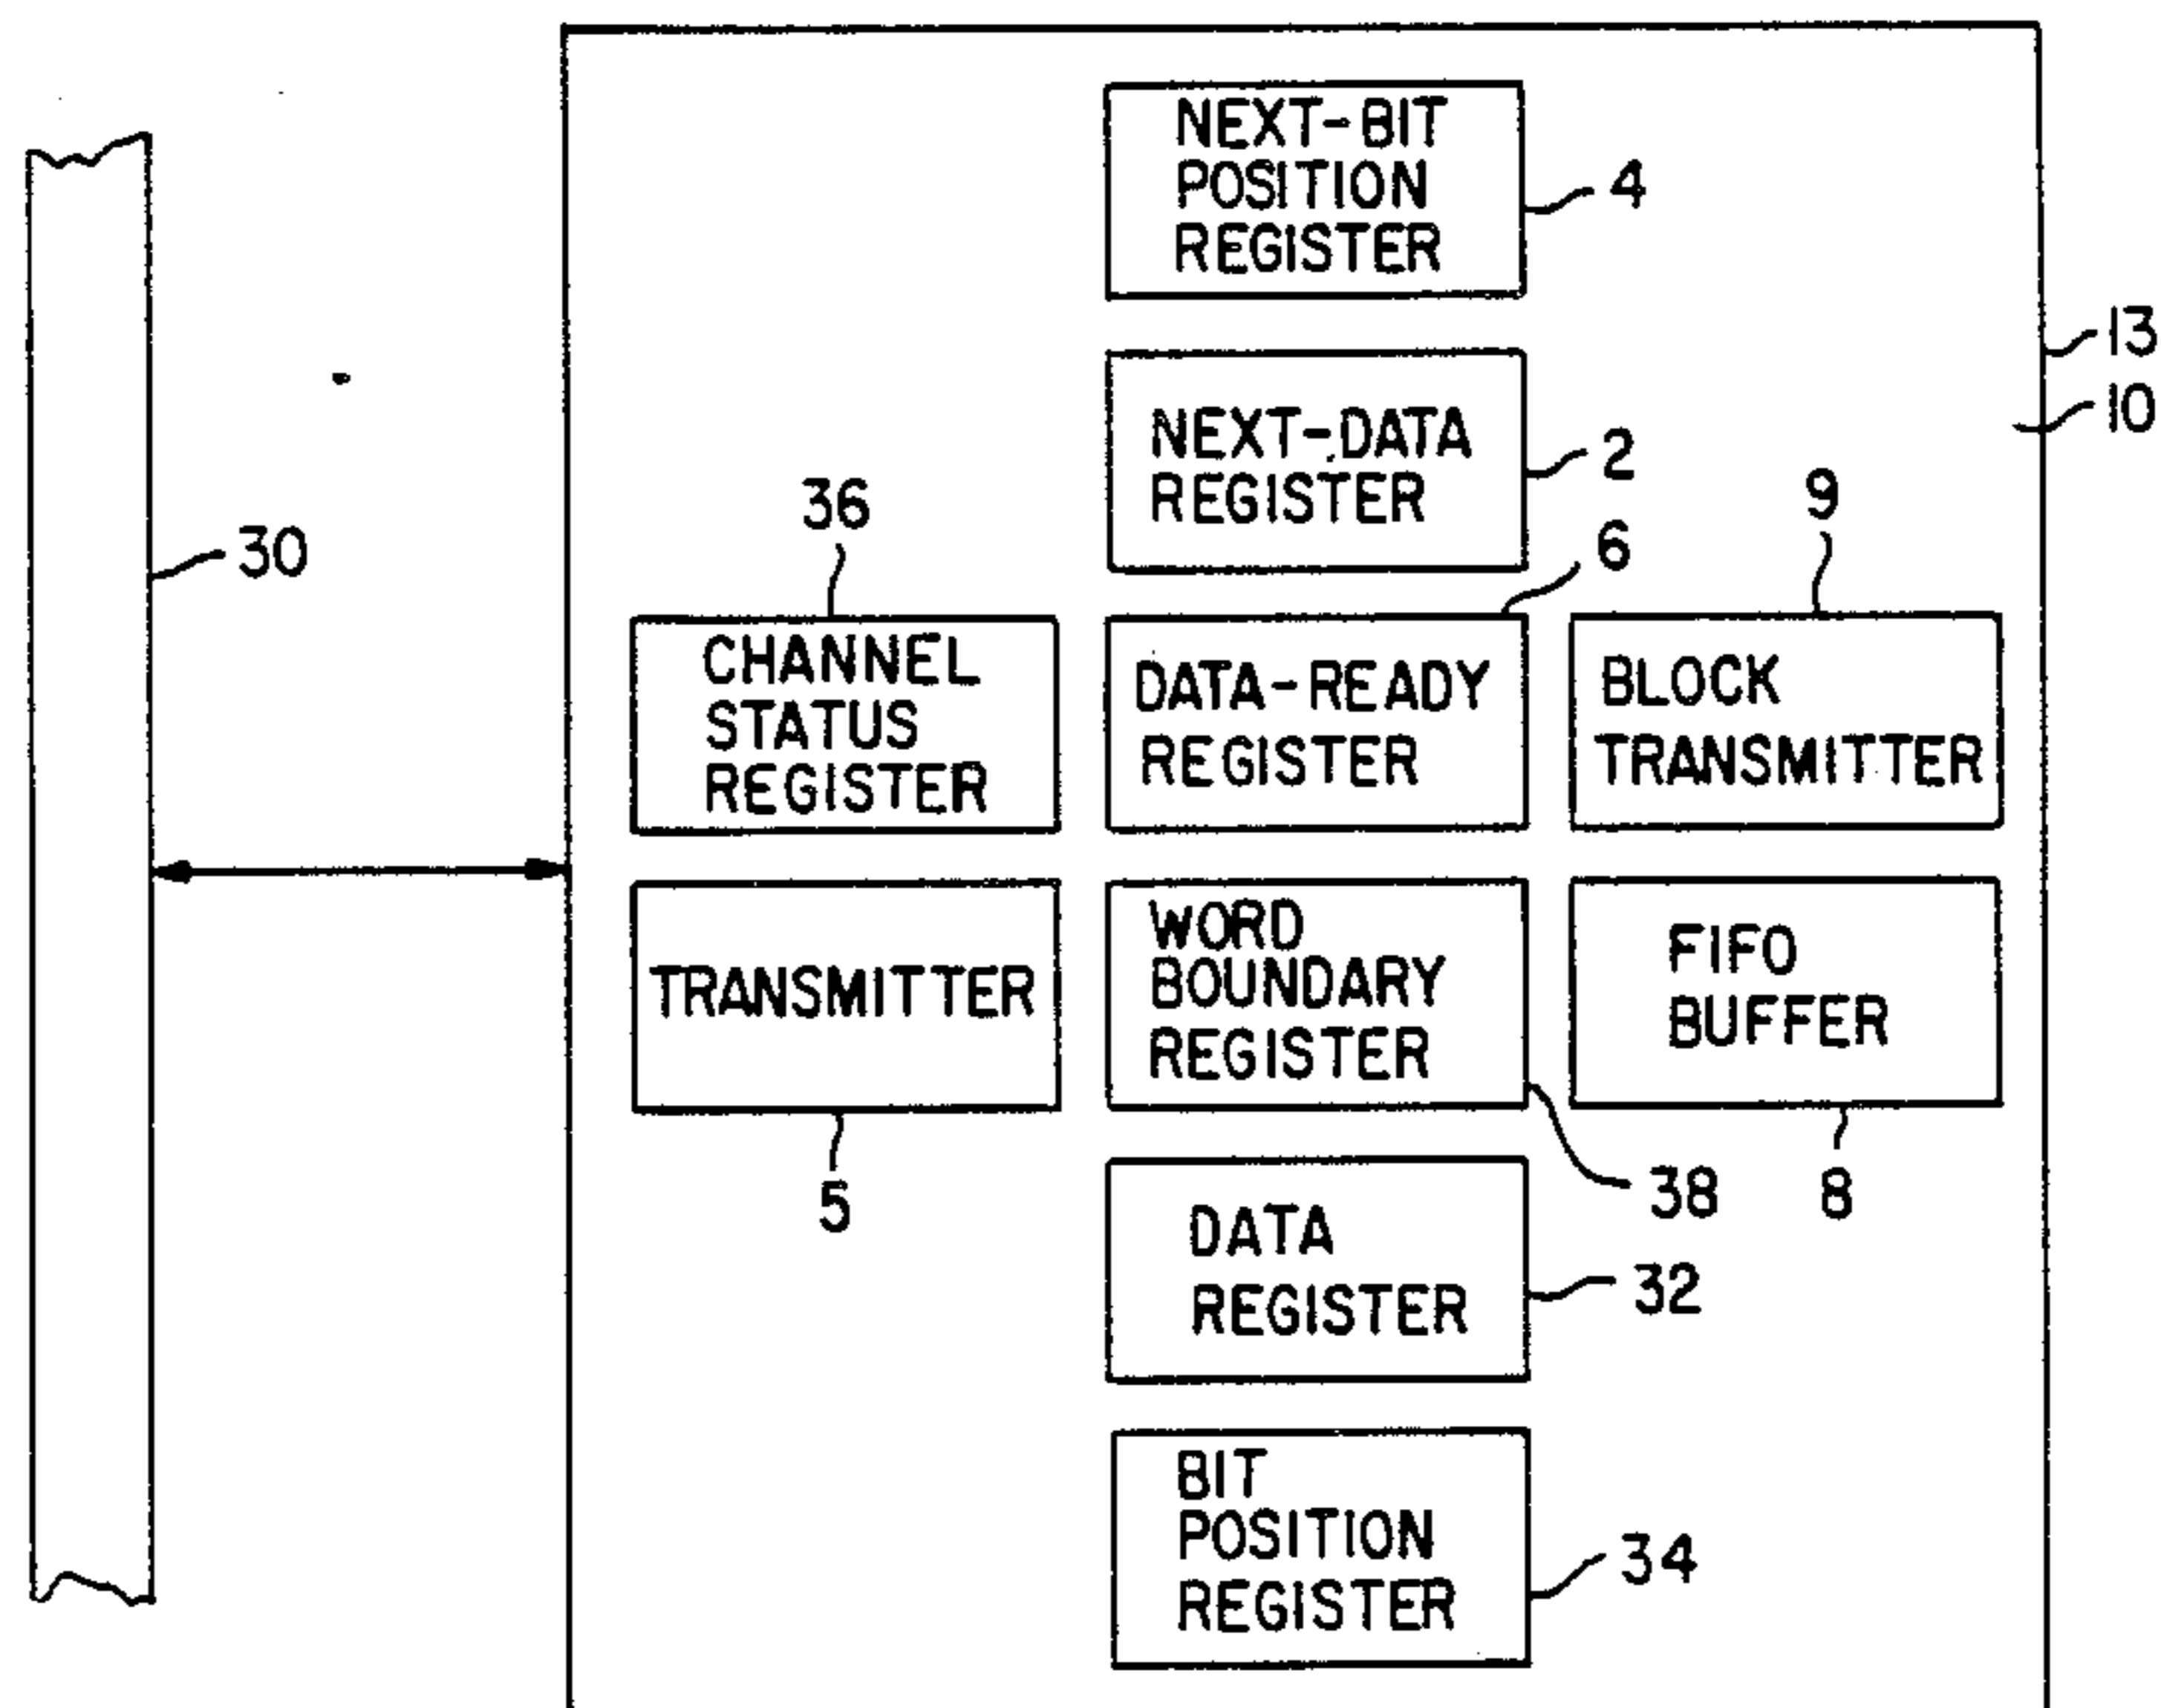 NEXT-BIT
POSITION
REGISTER
4
13
10
NEXT-DATA
REGISTER
2
36
9
6
30
CHANNEL
STATUS
REGISTER
DATA-READY
REGISTER
BLOCK
TRANSMITTER
TRANSMITTER
WORD
BOUNDARY
REGISTER
FIFO
BUFFER
5
38
8
DATA
REGISTER
32
BIT
POSITION
REGISTER
34